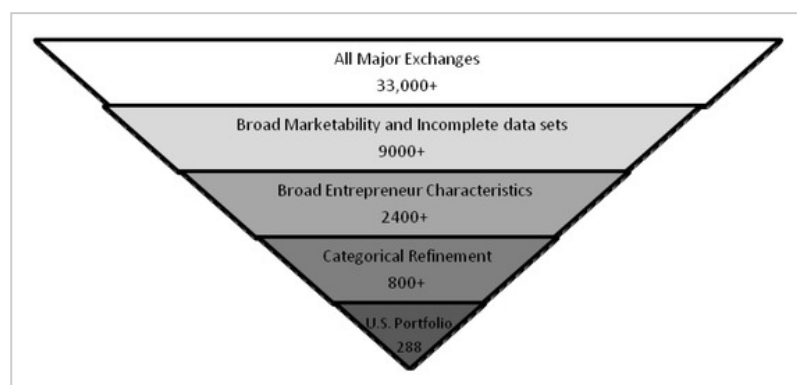 All Major Exchanges
33,000+
Broad Marketability and Incomplete data sets
9000+
Broad Entrepreneur Characteristics
2400+
Categorical Refinement
800+
U.S. Portfolio
288